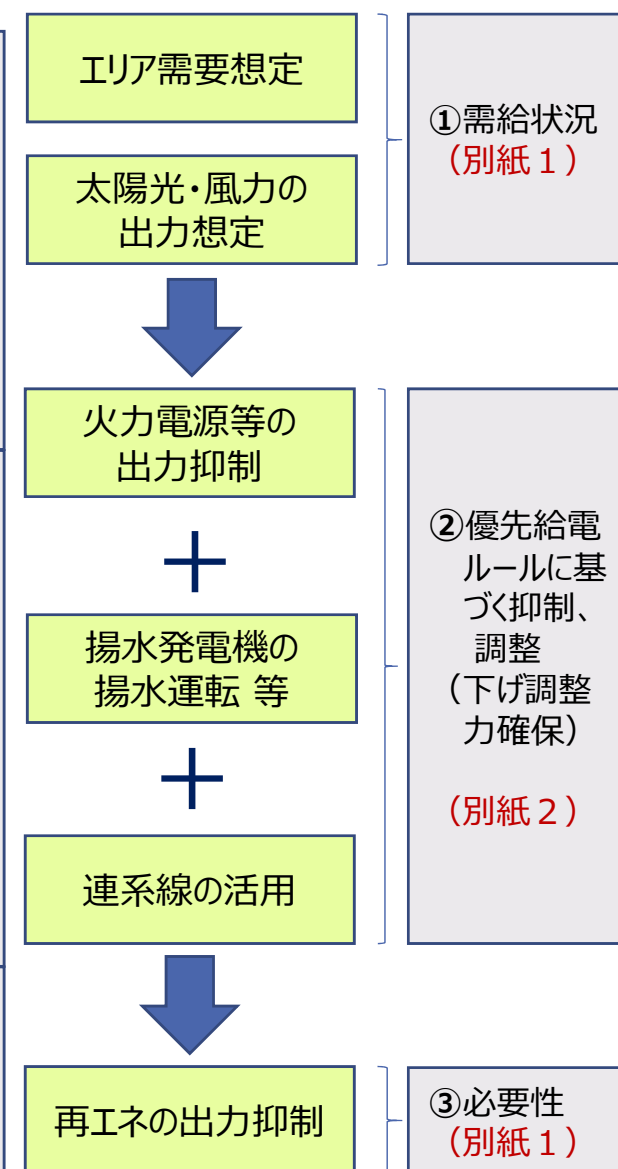 エリア需要想定
太陽光・風力の
出力想定
①需給状況
（別紙１）
火力電源等の
出力抑制
＋
揚水発電機の
揚水運転 等
＋
連系線の活用
②優先給電
ルールに基
づく抑制、
調整
（下げ調整
力確保）
（別紙２）
再エネの出力抑制
③必要性
（別紙１）